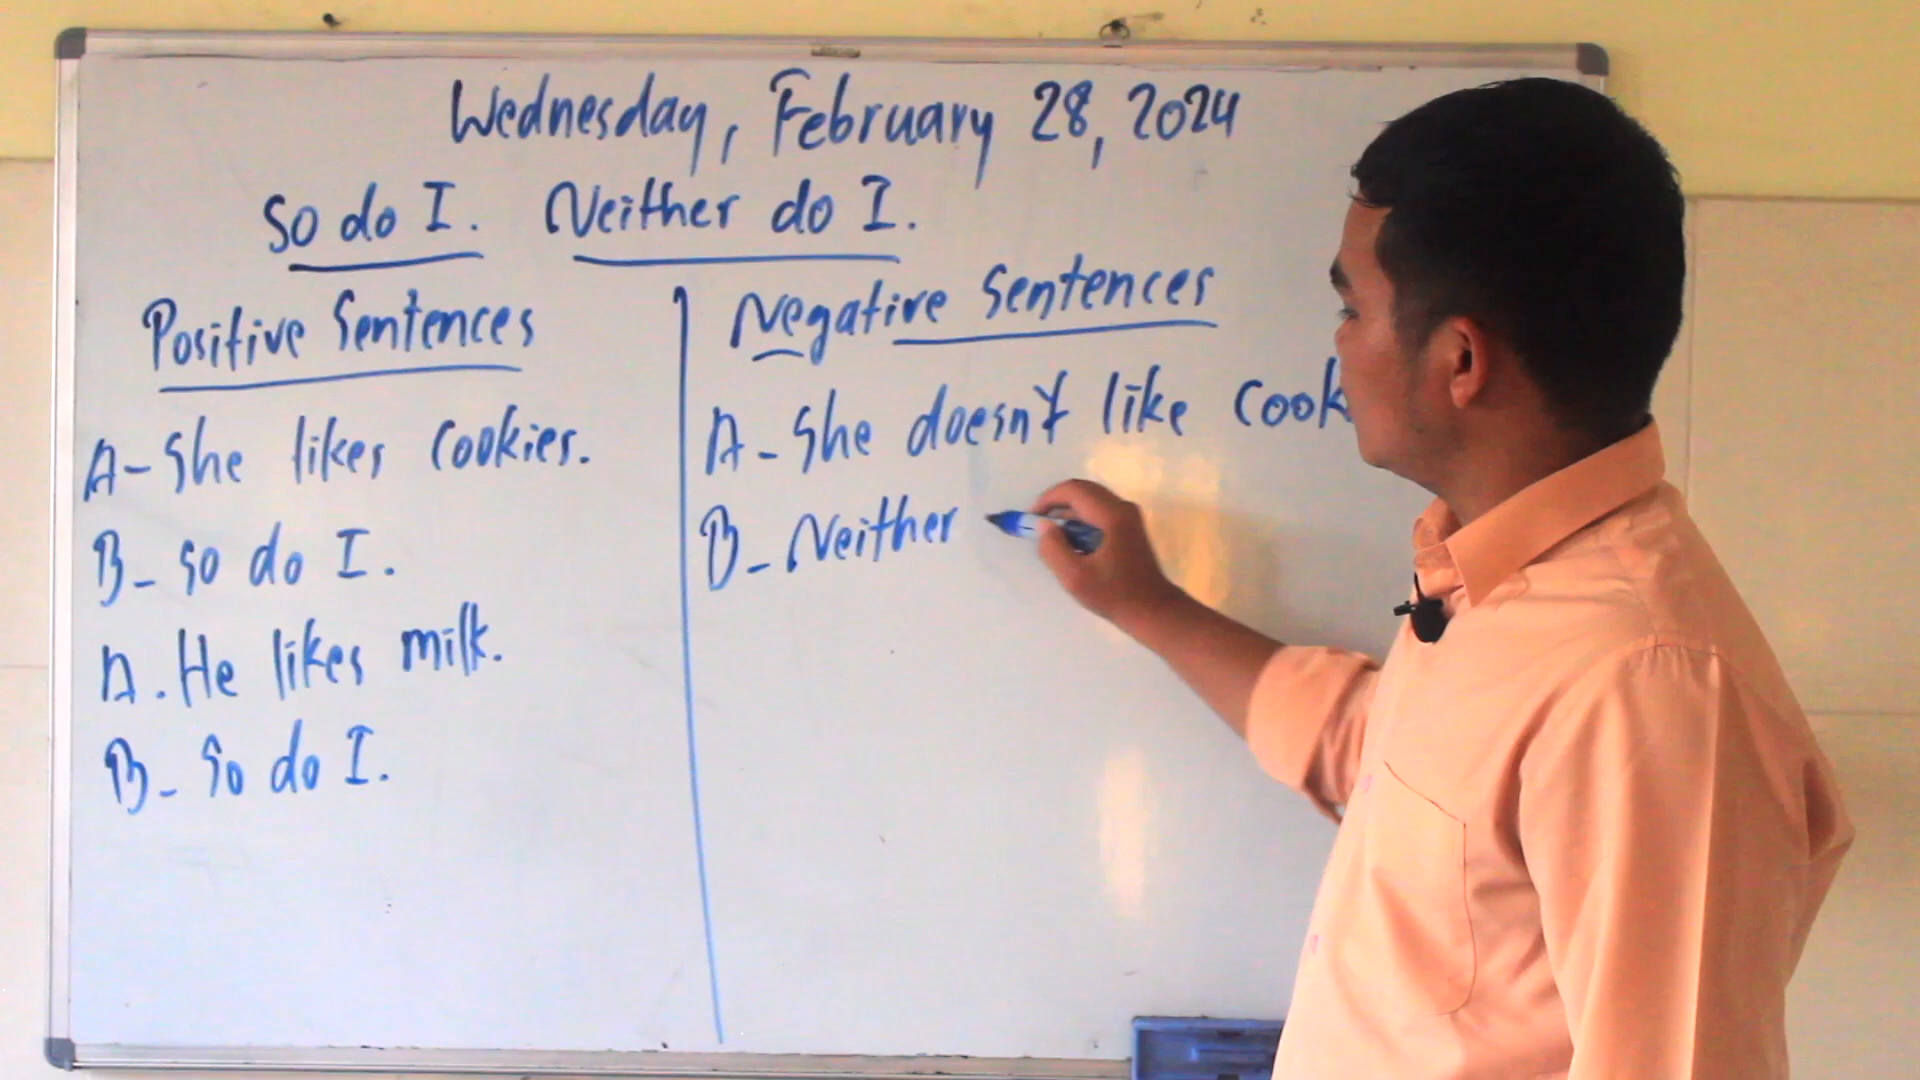 Wednesday, February 28, 2024
So do I. Neither do I.
Positive Sentences
A- She likes cookies.
B- So do I.
A. He likes milk.
B- So do I.
Negative Sentences
A- She doesn't like cook
B- Neither